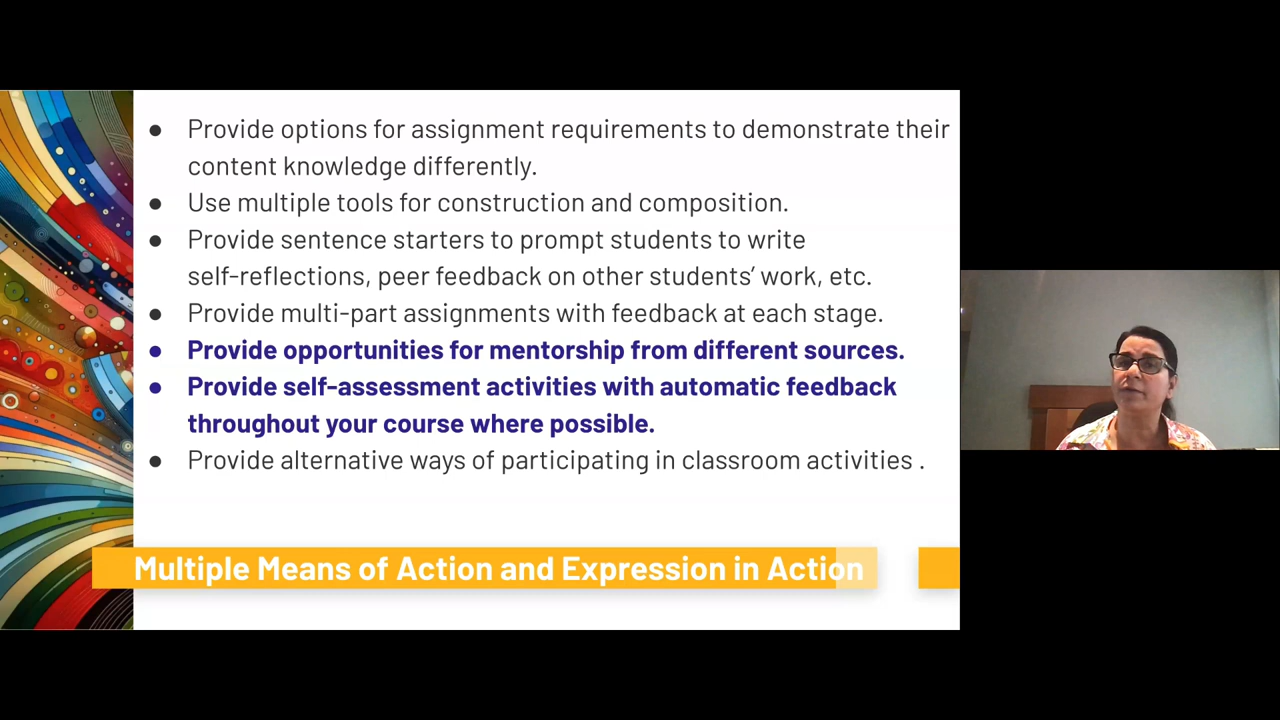 ● Provide options for assignment requirements to demonstrate their
content knowledge differently.
● Use multiple tools for construction and composition.
● Provide sentence starters to prompt students to write
self-reflections, peer feedback on other students’ work, etc.
● Provide multi-part assignments with feedback at each stage.
● Provide opportunities for mentorship from different sources.
● Provide self-assessment activities with automatic feedback
throughout your course where possible.
● Provide alternative ways of participating in classroom activities .
Multiple Means of Action and Expression in Action